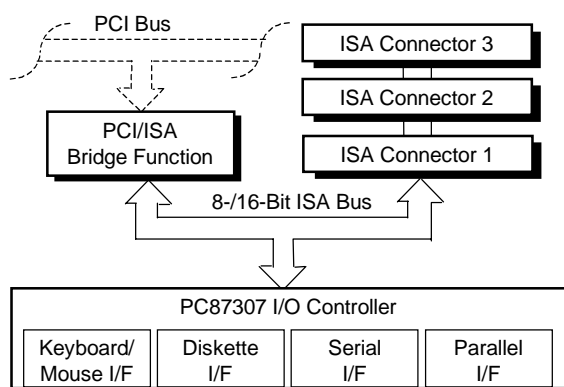 PCI Bus
ISA Connector 3
ISA Connector 2
PCI/ISA
Bridge Function
ISA Connector 1
8-/16-Bit ISA Bus
PC87307 I/O Controller
Keyboard/
Mouse I/F
Diskette
I/F
Serial
I/F
Parallel
I/F